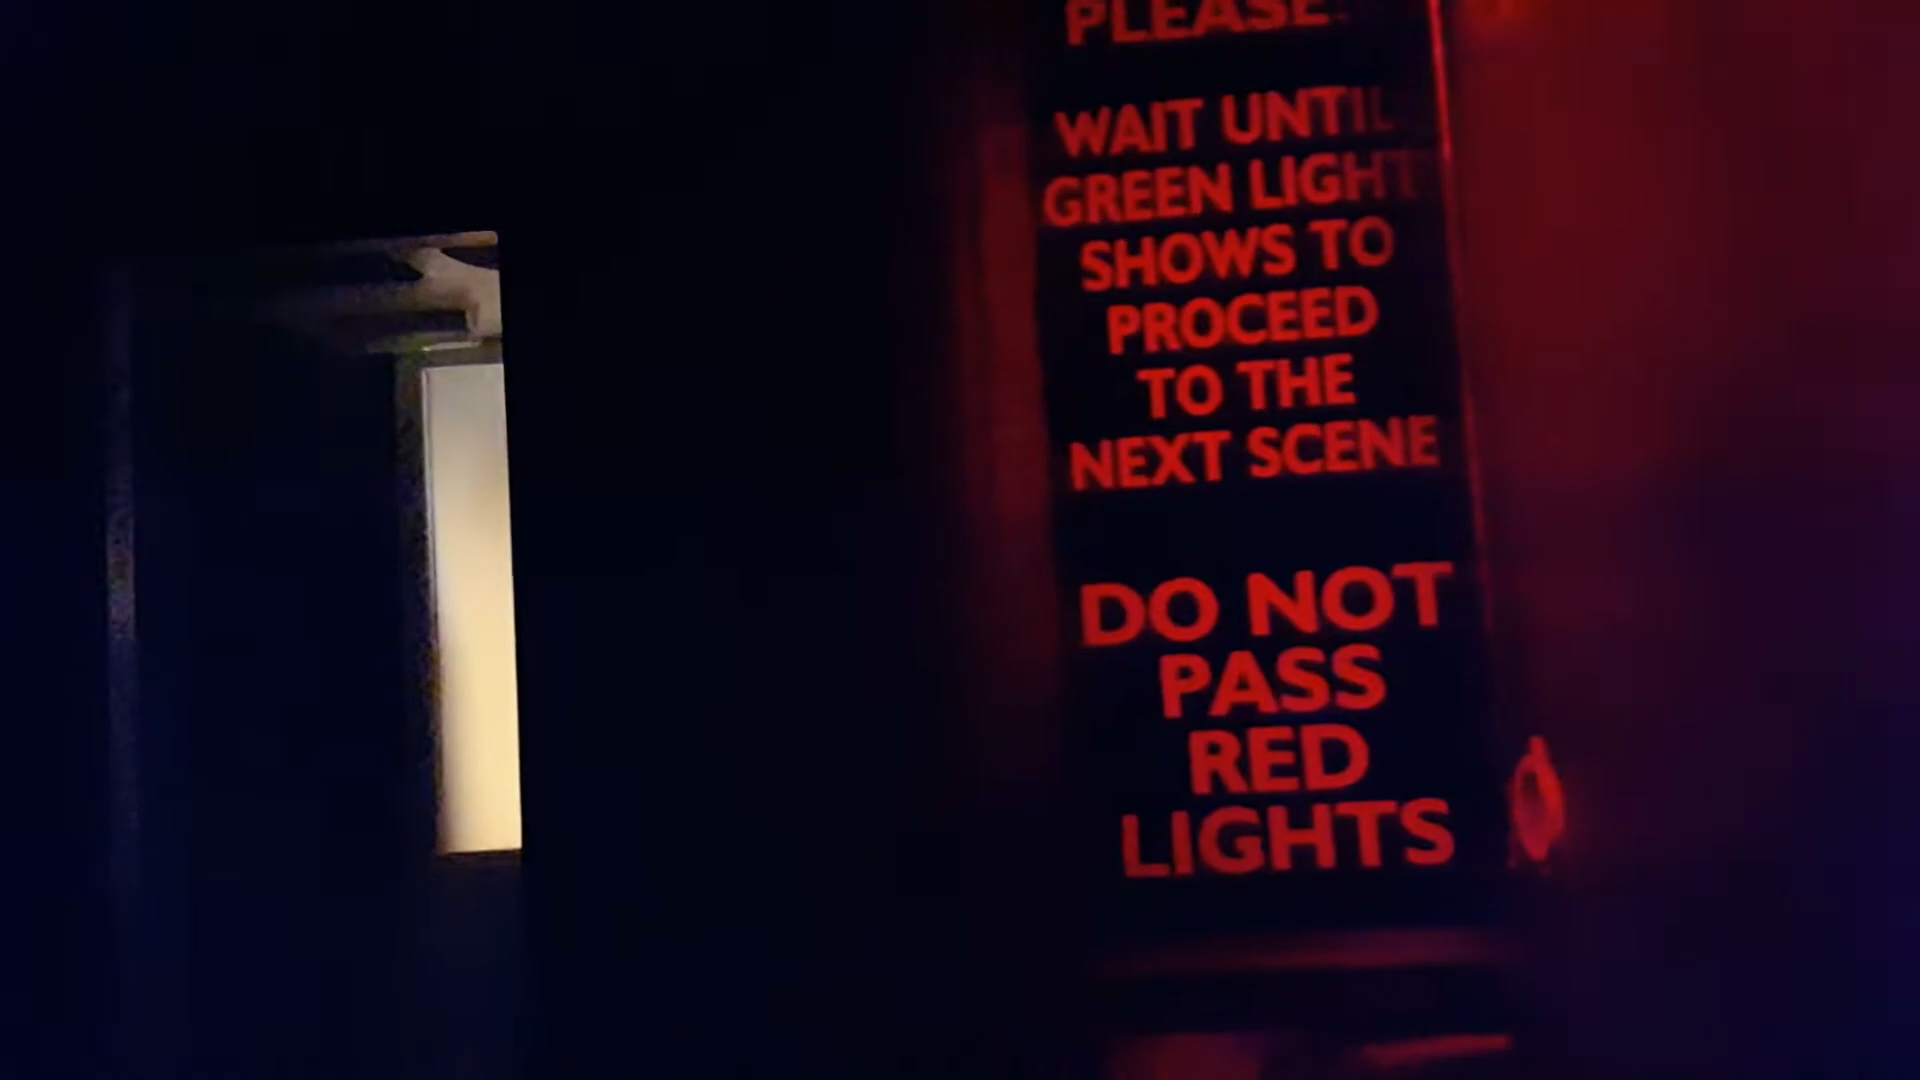 PLEASE
WAIT UNTIL
GREEN LIGHT
SHOWS TO
PROCEED
TO THE
NEXT SCENE
DO NOT
PASS
RED
LIGHTS